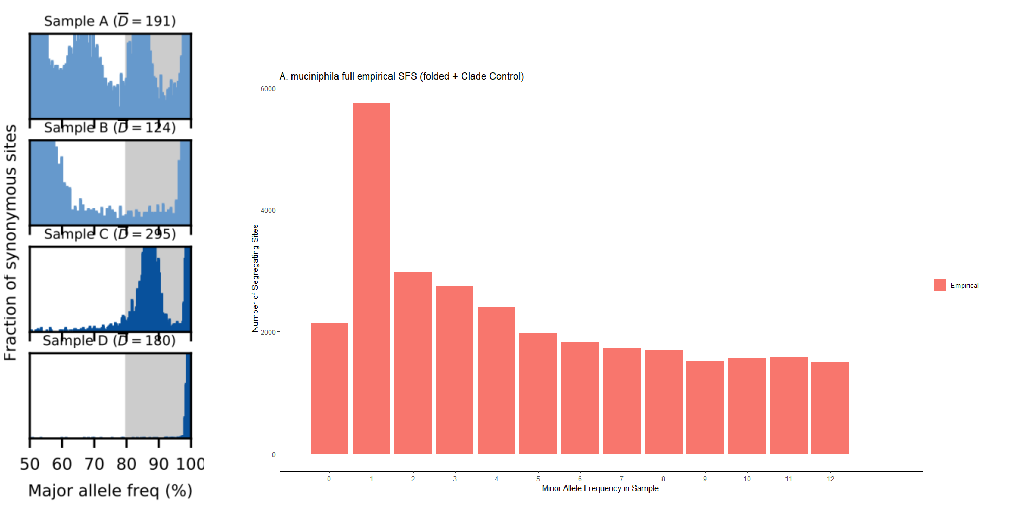 Sample A (D̅ = 191)
Sample B (D̅ = 124)
Sample C (D̅ = 295)
Sample D (D̅ = 180)
Fraction of synonymous sites
50 60 70 80 90 100
Major allele freq (%)
A. muciniphila full empirical SFS (folded + Clade Control)
Number of Segregating Sites
6000
4000
2000
0
0 1 2 3 4 5 6 7 8 9 10 11 12
Minor Allele Frequency in Sample
Empirical